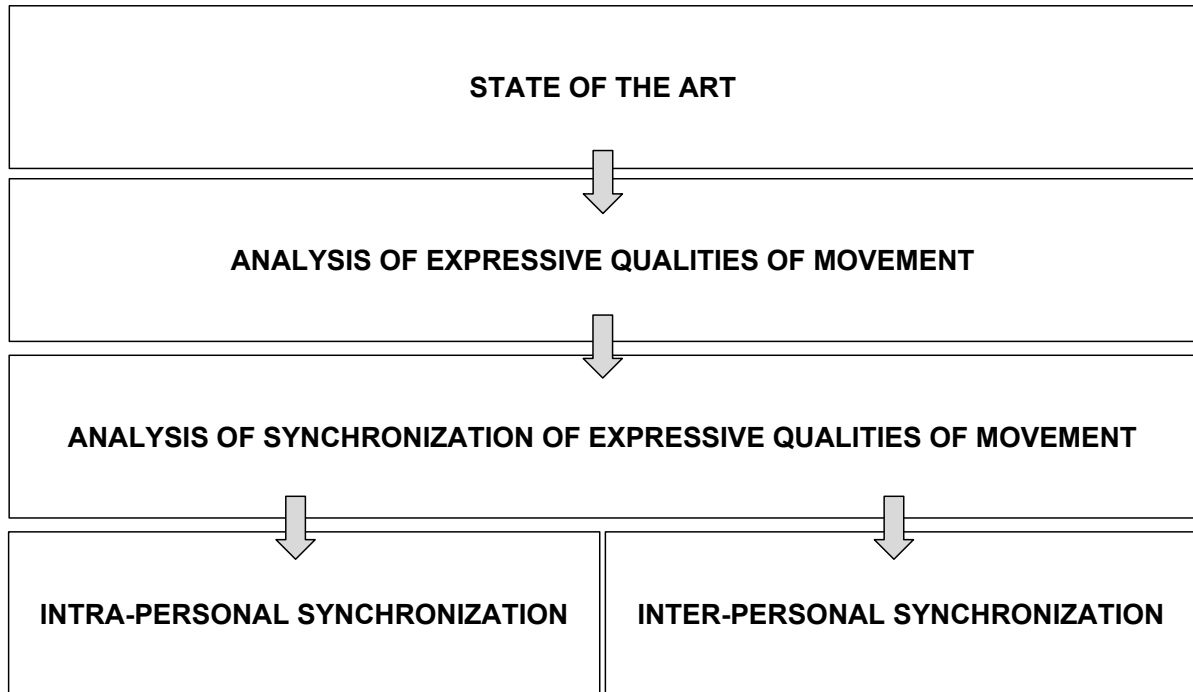 STATE OF THE ART
ANALYSIS OF EXPRESSIVE QUALITIES OF MOVEMENT
ANALYSIS OF SYNCHRONIZATION OF EXPRESSIVE QUALITIES OF MOVEMENT
INTRA-PERSONAL SYNCHRONIZATION
INTER-PERSONAL SYNCHRONIZATION